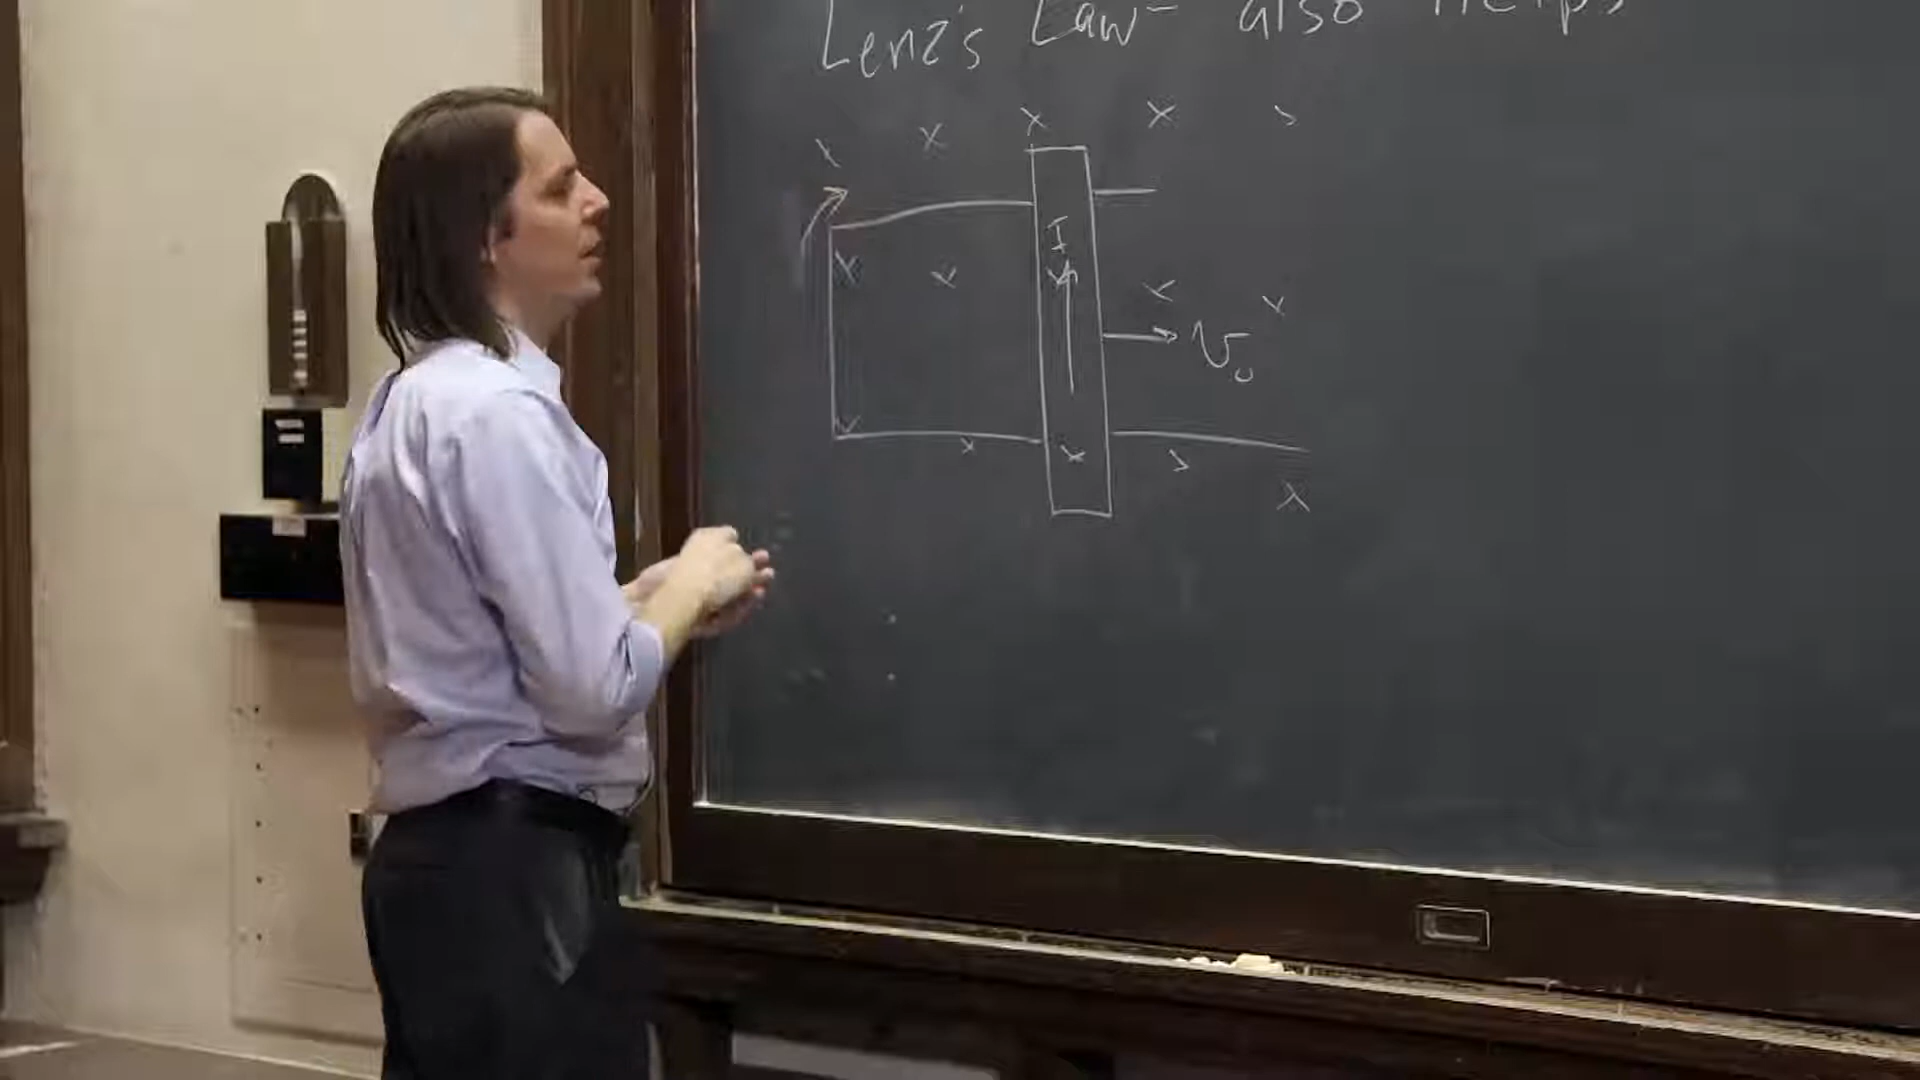 Lenz's Law - also helps
x x x x x
I
x x x x x
v₀
x x x x x